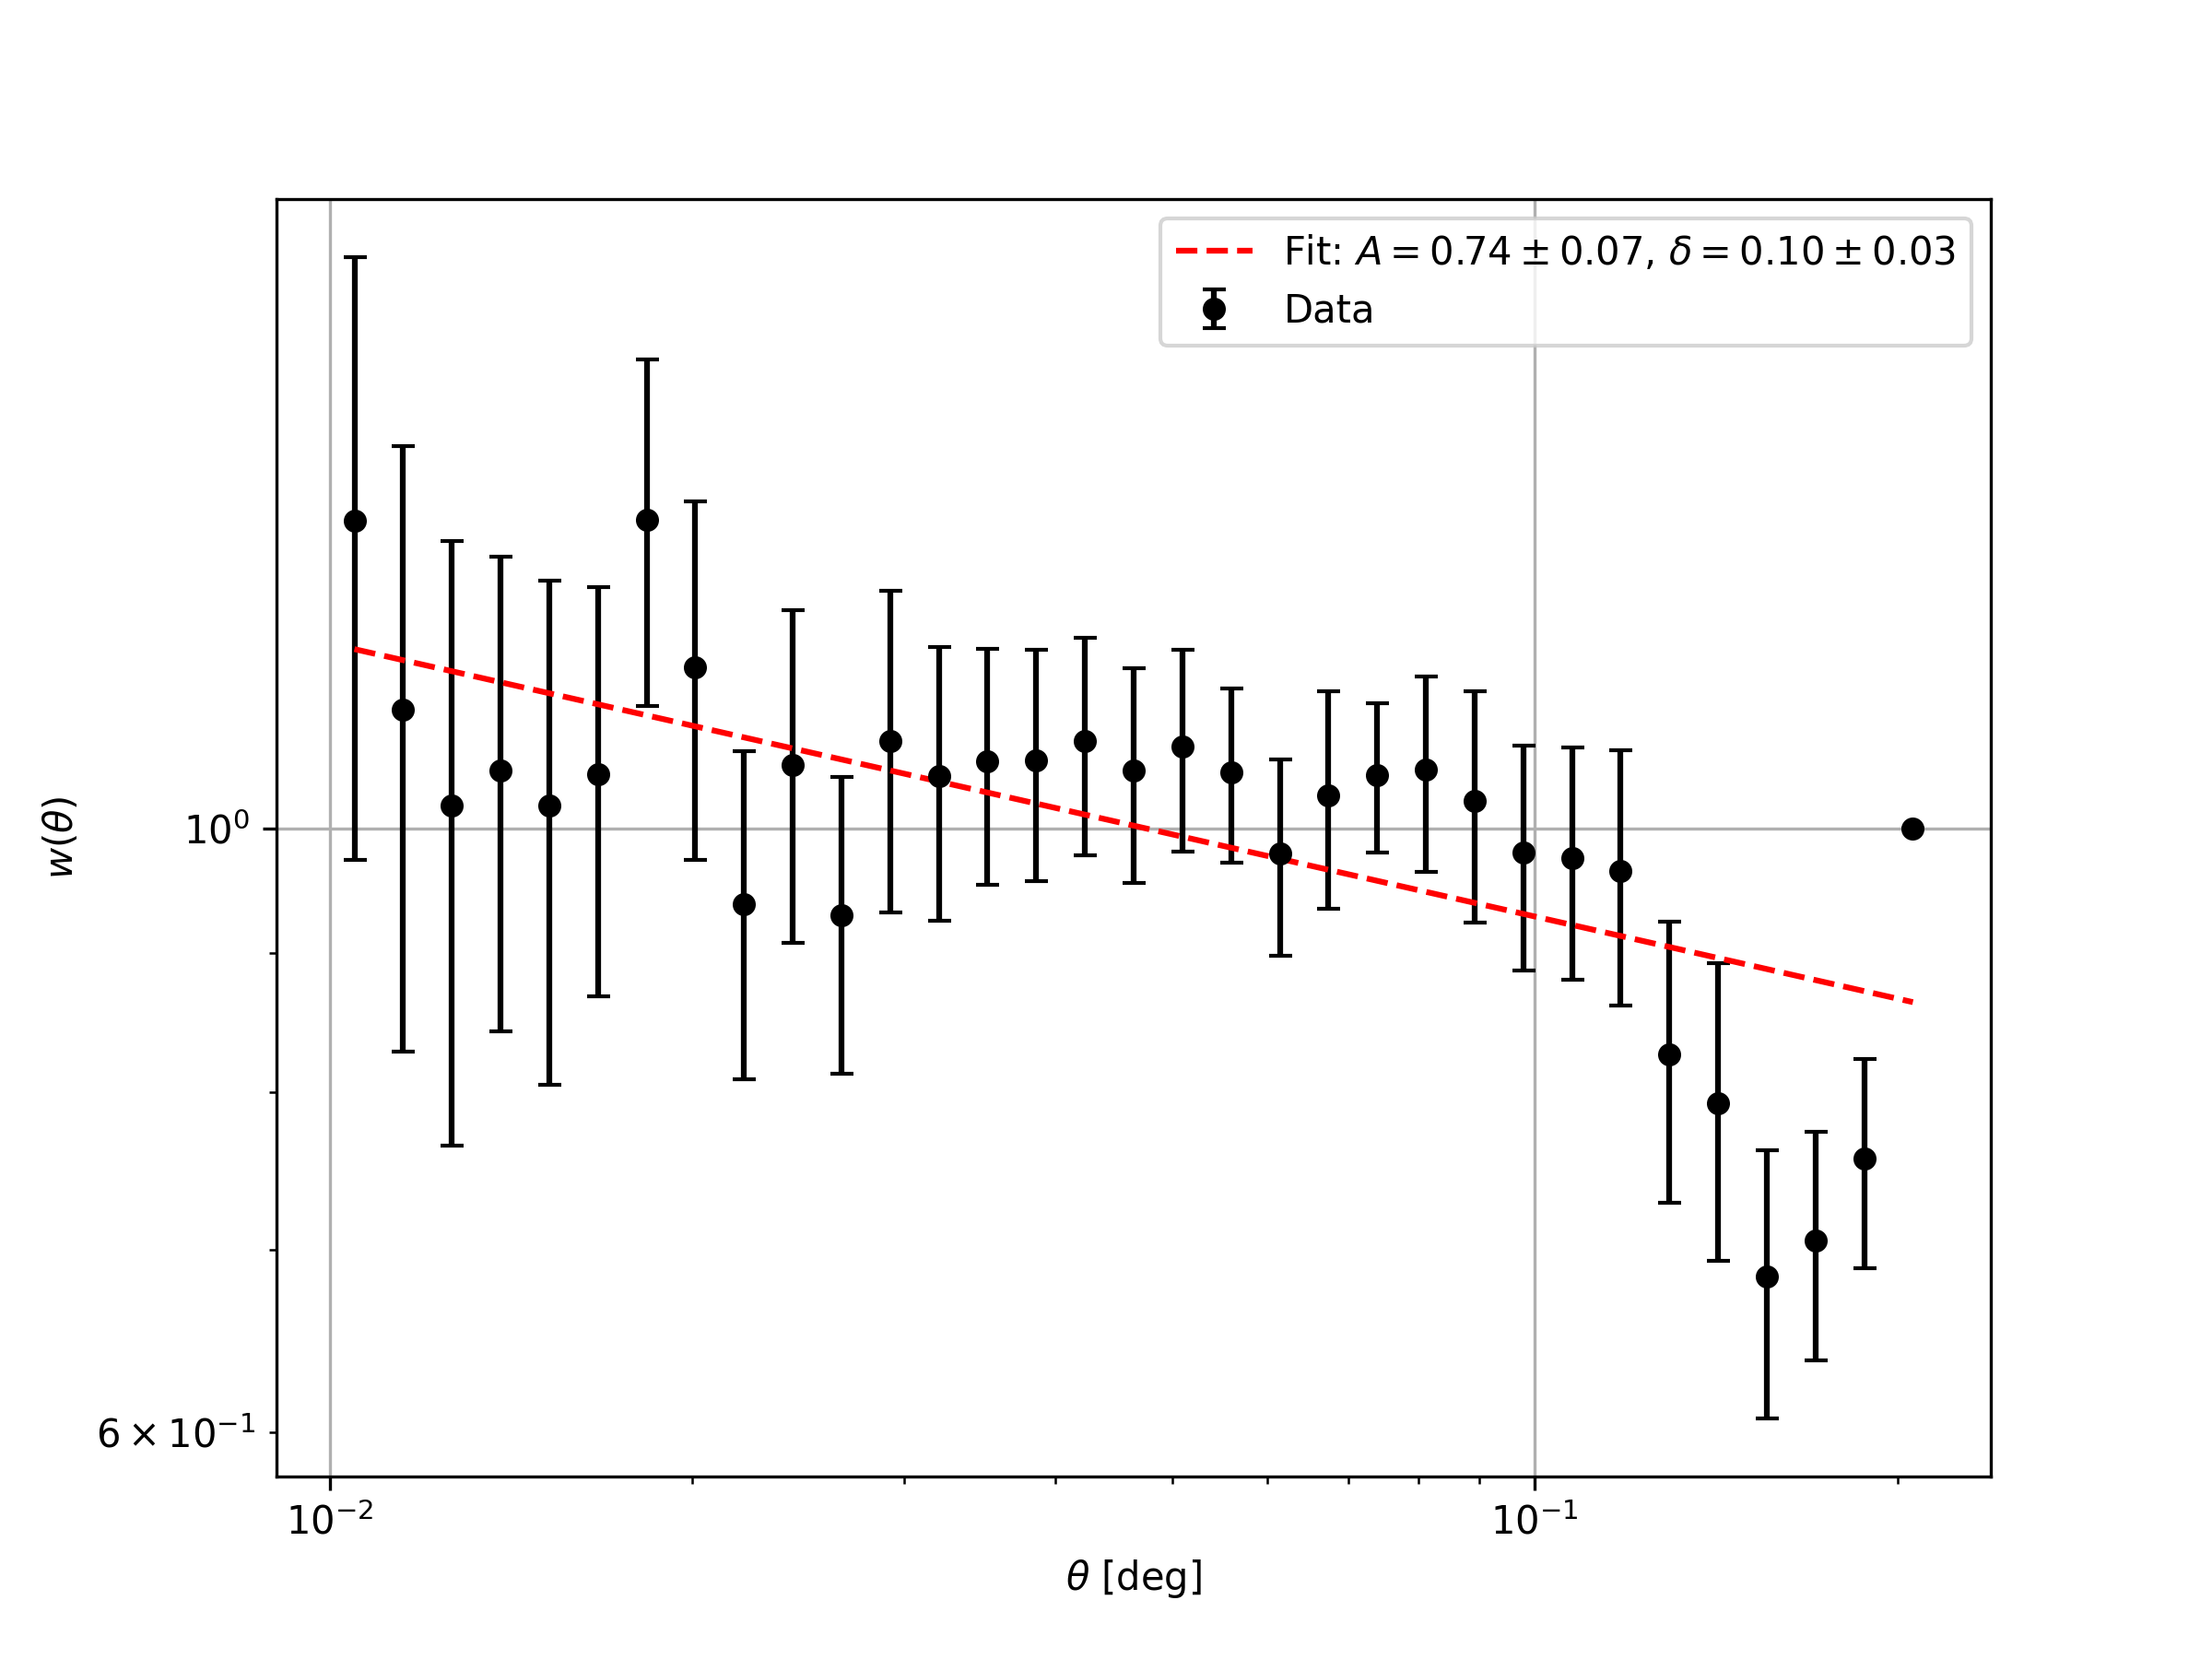 Fit: A = 0.74 ± 0.07, δ = 0.10 ± 0.03
Data
w(θ)
10⁰
6 × 10⁻¹
10⁻²
10⁻¹
θ [deg]